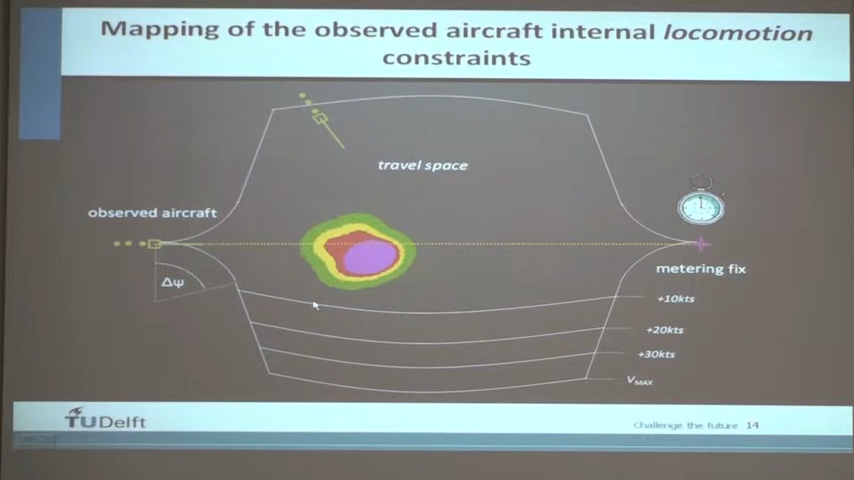 Mapping of the observed aircraft internal locomotion
constraints
travel space
observed aircraft
metering fix
Δψ
+10kts
+20kts
+30kts
VMAX
TUDelft
Challenge the future 14